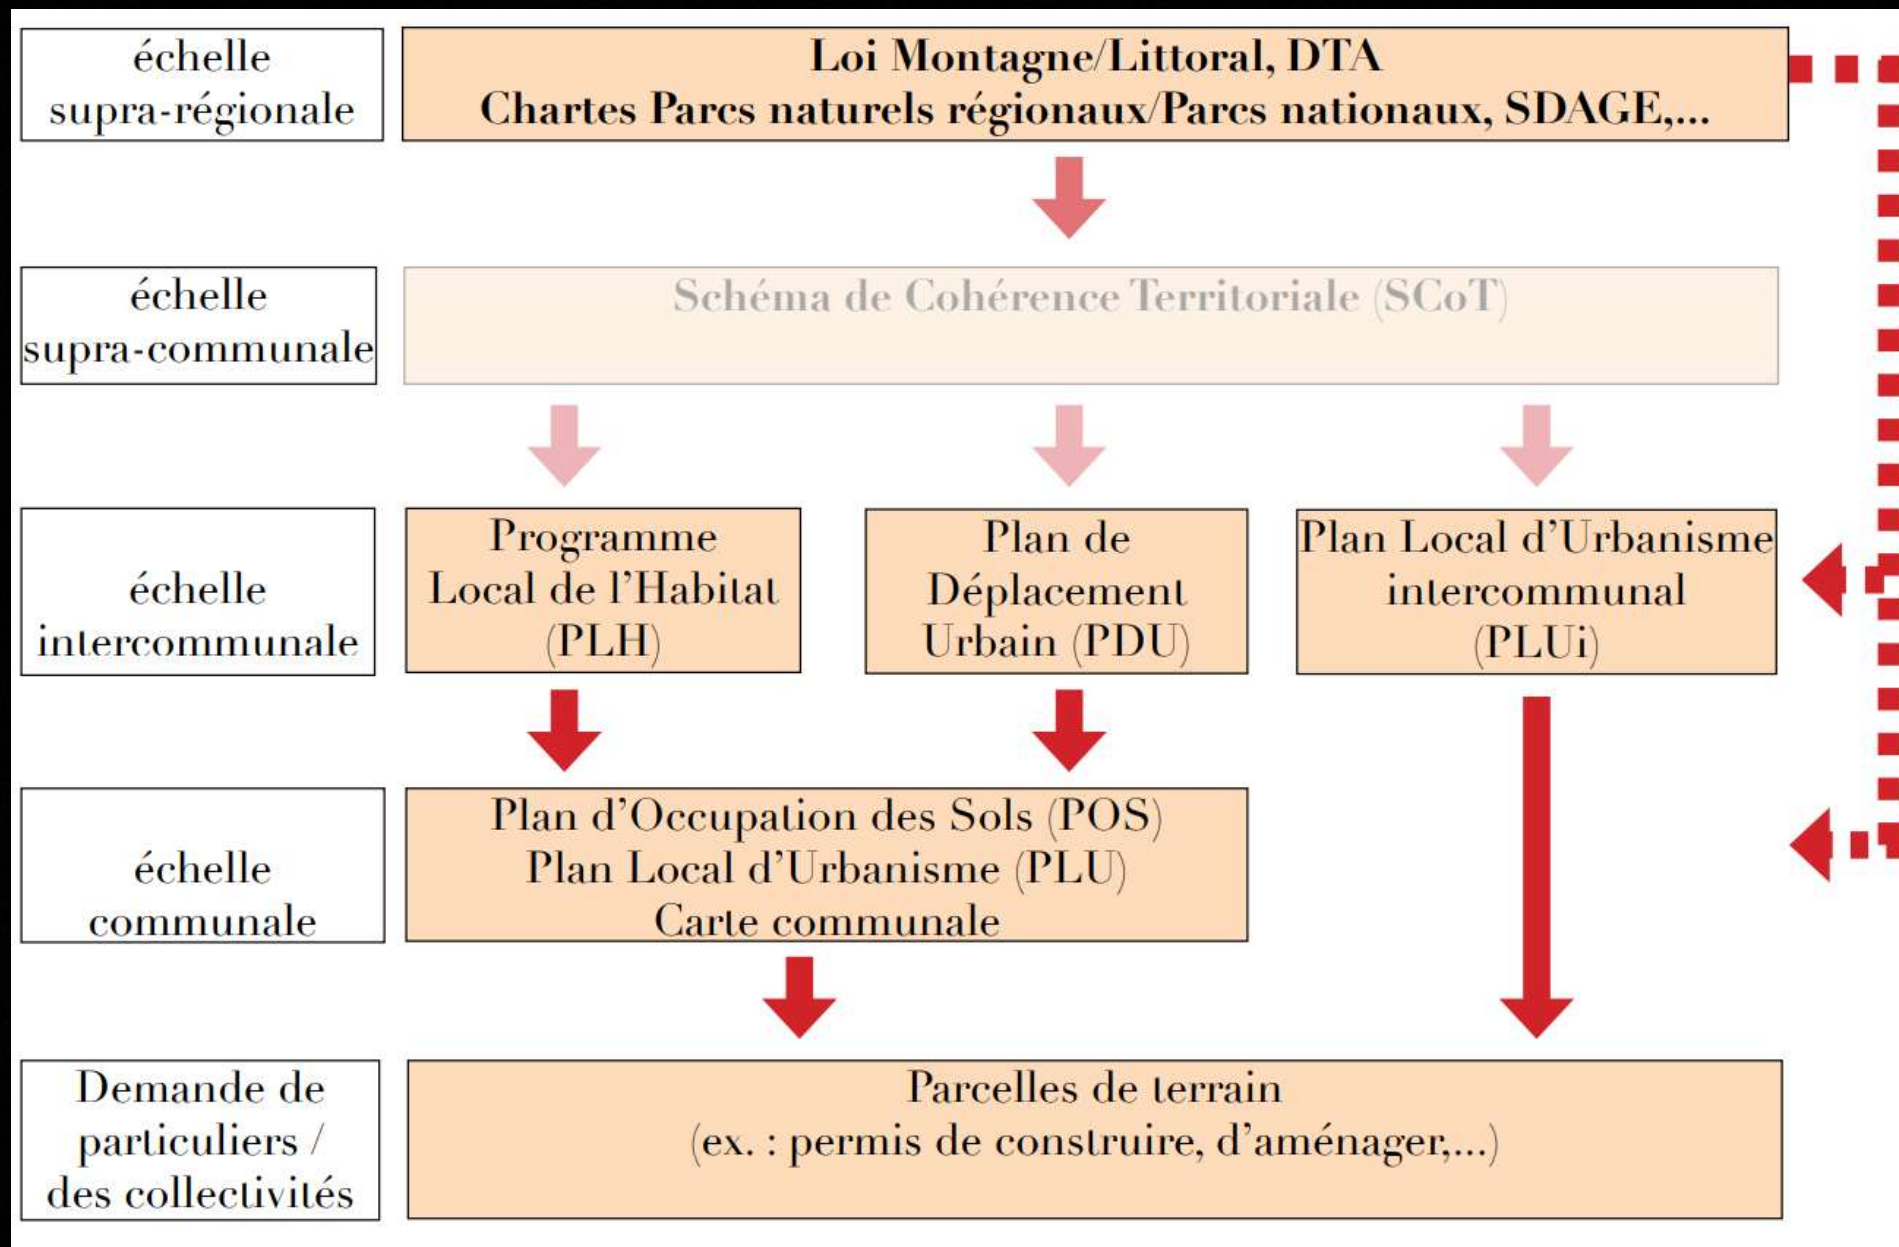 échelle
supra-régionale
Loi Montagne/Littoral, DTA
Chartes Parcs naturels régionaux/Parcs nationaux, SDAGE,...
échelle
supra-communale
Schéma de Cohérence Territoriale (SCoT)
échelle
intercommunale
Programme
Local de l'Habitat
(PLH)
Plan de
Déplacement
Urbain (PDU)
Plan Local d'Urbanisme
intercommunal
(PLUi)
échelle
communale
Plan d'Occupation des Sols (POS)
Plan Local d'Urbanisme (PLU)
Carte communale
Demande de
particuliers /
des collectivités
Parcelles de terrain
(ex. : permis de construire, d'aménager,...)